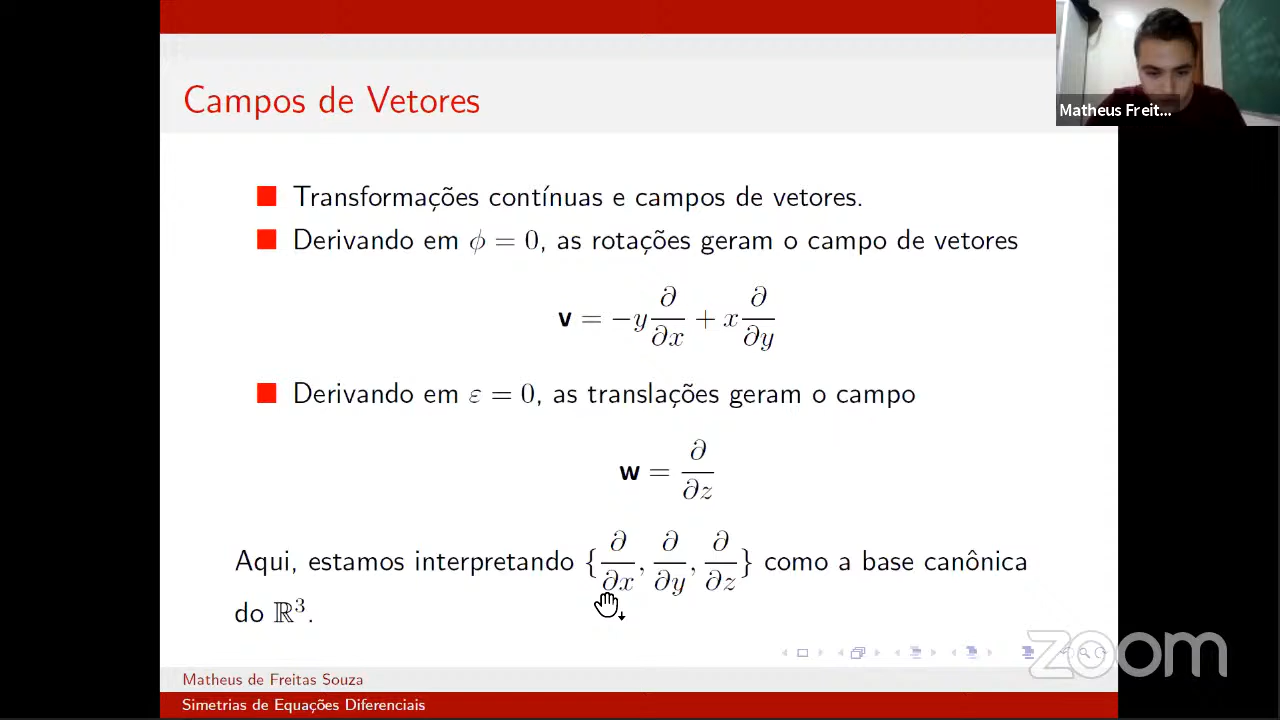 Campos de Vetores
Matheus Freit...
Transformações contínuas e campos de vetores.
Derivando em ϕ = 0, as rotações geram o campo de vetores
v = −y ∂/∂x + x ∂/∂y
Derivando em ε = 0, as translações geram o campo
w = ∂/∂z
Aqui, estamos interpretando {∂/∂x, ∂/∂y, ∂/∂z} como a base canônica
do ℝ³.
zoom
Matheus de Freitas Souza
Simetrias de Equações Diferenciais